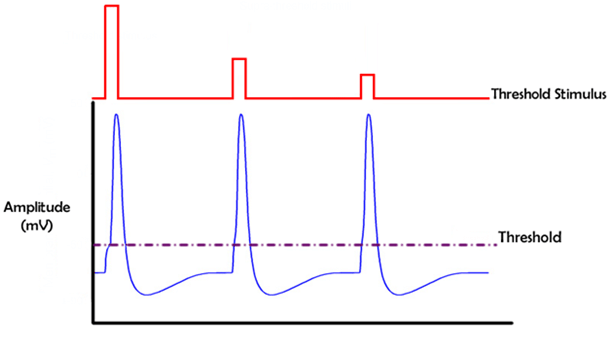 Threshold Stimulus
Amplitude
(mV)
Threshold